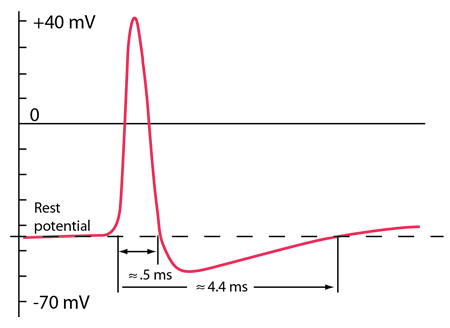 +40 mV
0
Rest
potential
≈.5 ms
≈4.4 ms
-70 mV